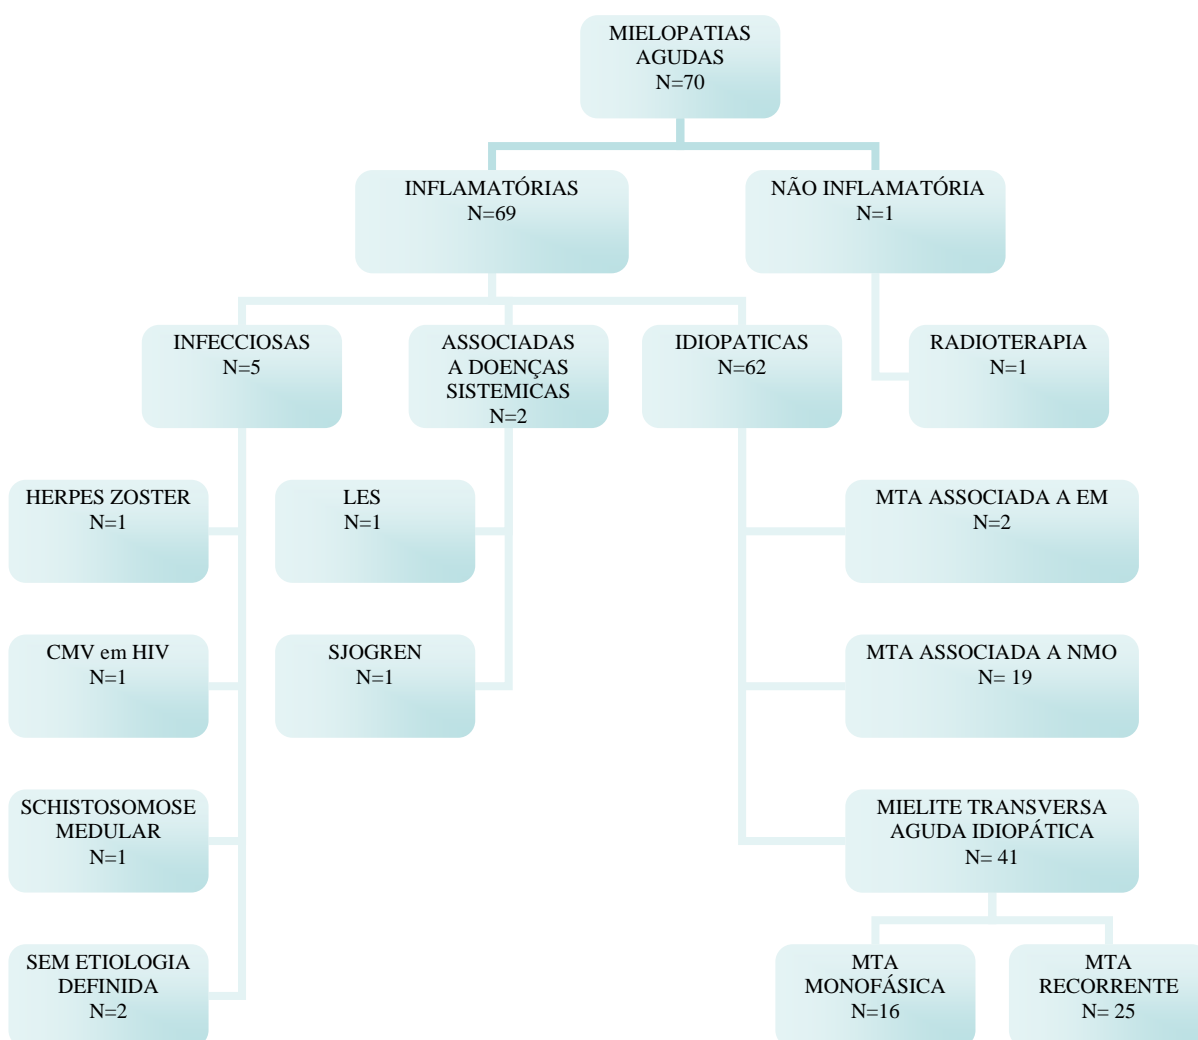 MIELOPATIAS
AGUDAS
N=70
INFLAMATÓRIAS
N=69
NÃO INFLAMATÓRIA
N=1
INFECCIOSAS
N=5
ASSOCIADAS
A DOENÇAS
SISTEMICAS
N=2
IDIOPATICAS
N=62
RADIOTERAPIA
N=1
HERPES ZOSTER
N=1
LES
N=1
MTA ASSOCIADA A EM
N=2
CMV em HIV
N=1
SJOGREN
N=1
MTA ASSOCIADA A NMO
N= 19
SCHISTOSOMOSE
MEDULAR
N=1
MIELITE TRANSVERSA
AGUDA IDIOPÁTICA
N= 41
SEM ETIOLOGIA
DEFINIDA
N=2
MTA
MONOFÁSICA
N=16
MTA
RECORRENTE
N= 25